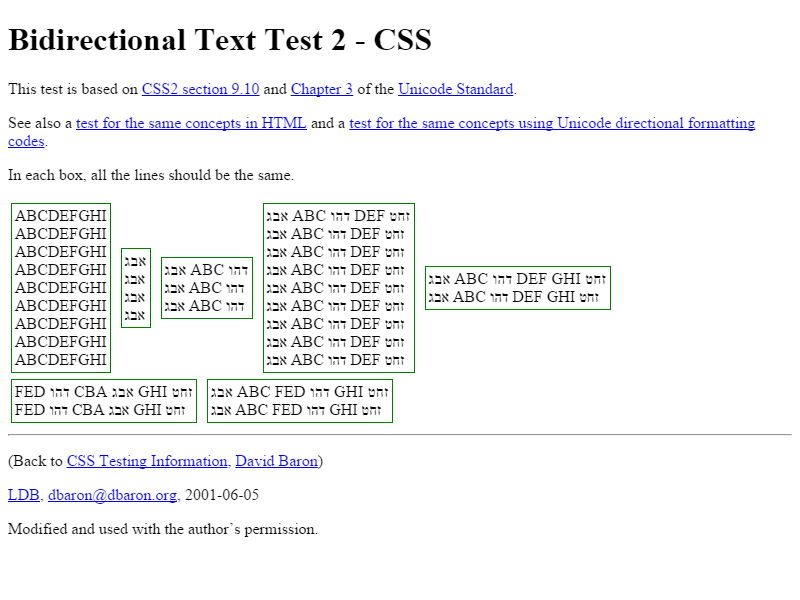 Bidirectional Text Test 2 - CSS
This test is based on CSS2 section 9.10 and Chapter 3 of the Unicode Standard.
See also a test for the same concepts in HTML and a test for the same concepts using Unicode directional formatting
codes.
In each box, all the lines should be the same.
ABCDEFGHI
ABCDEFGHI
ABCDEFGHI
ABCDEFGHI
ABCDEFGHI
ABCDEFGHI
ABCDEFGHI
ABCDEFGHI
ABCDEFGHI
אבג
אבג
אבג
אבג
אבג ABC דהו
אבג ABC דהו
אבג ABC דהו
אבג ABC דהו DEF זחט
אבג ABC דהו DEF זחט
אבג ABC דהו DEF זחט
אבג ABC דהו DEF זחט
אבג ABC דהו DEF זחט
אבג ABC דהו DEF זחט
אבג ABC דהו DEF זחט
אבג ABC דהו DEF זחט
אבג ABC דהו DEF זחט
אבג ABC דהו DEF GHI זחט
אבג ABC דהו DEF GHI זחט
FED דהו CBA אבג GHI זחט
FED דהו CBA אבג GHI זחט
אבג ABC FED דהו GHI זחט
אבג ABC FED דהו GHI זחט
(Back to CSS Testing Information, David Baron)
LDB, dbaron@dbaron.org, 2001-06-05
Modified and used with the author’s permission.